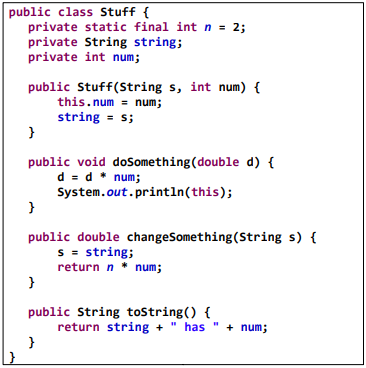 public class Stuff {
private static final int n = 2;
private String string;
private int num;
public Stuff(String s, int num) {
this.num = num;
string = s;
}
public void doSomething(double d) {
d = d * num;
System.out.println(this);
}
public double changeSomething(String s) {
s = string;
return n * num;
}
public String toString() {
return string + " has " + num;
}
}